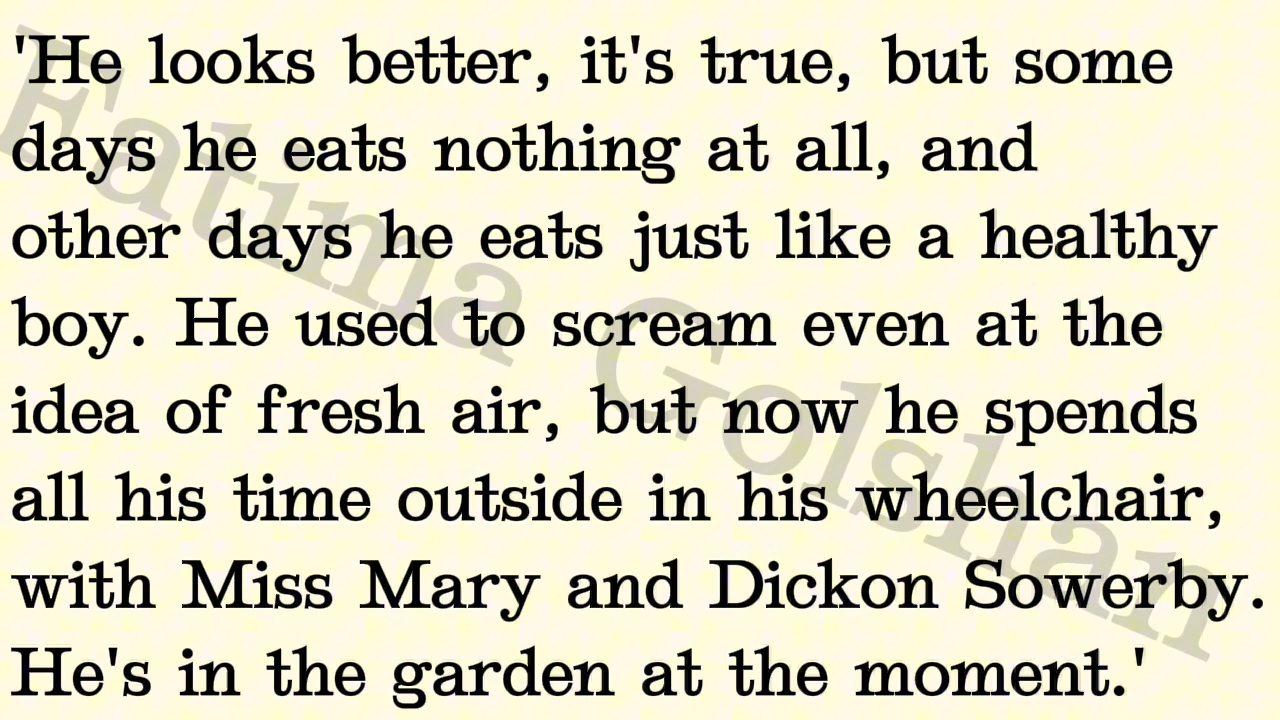 'He looks better, it's true, but some
days he eats nothing at all, and
other days he eats just like a healthy
boy. He used to scream even at the
idea of fresh air, but now he spends
all his time outside in his wheelchair,
with Miss Mary and Dickon Sowerby.
He's in the garden at the moment.'
Fatima Golshan